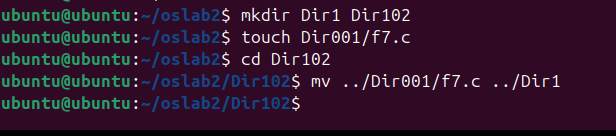 ubuntu@ubuntu:~/oslab2$ mkdir Dir1 Dir102
ubuntu@ubuntu:~/oslab2$ touch Dir001/f7.c
ubuntu@ubuntu:~/oslab2$ cd Dir102
ubuntu@ubuntu:~/oslab2/Dir102$ mv ../Dir001/f7.c ../Dir1
ubuntu@ubuntu:~/oslab2/Dir102$